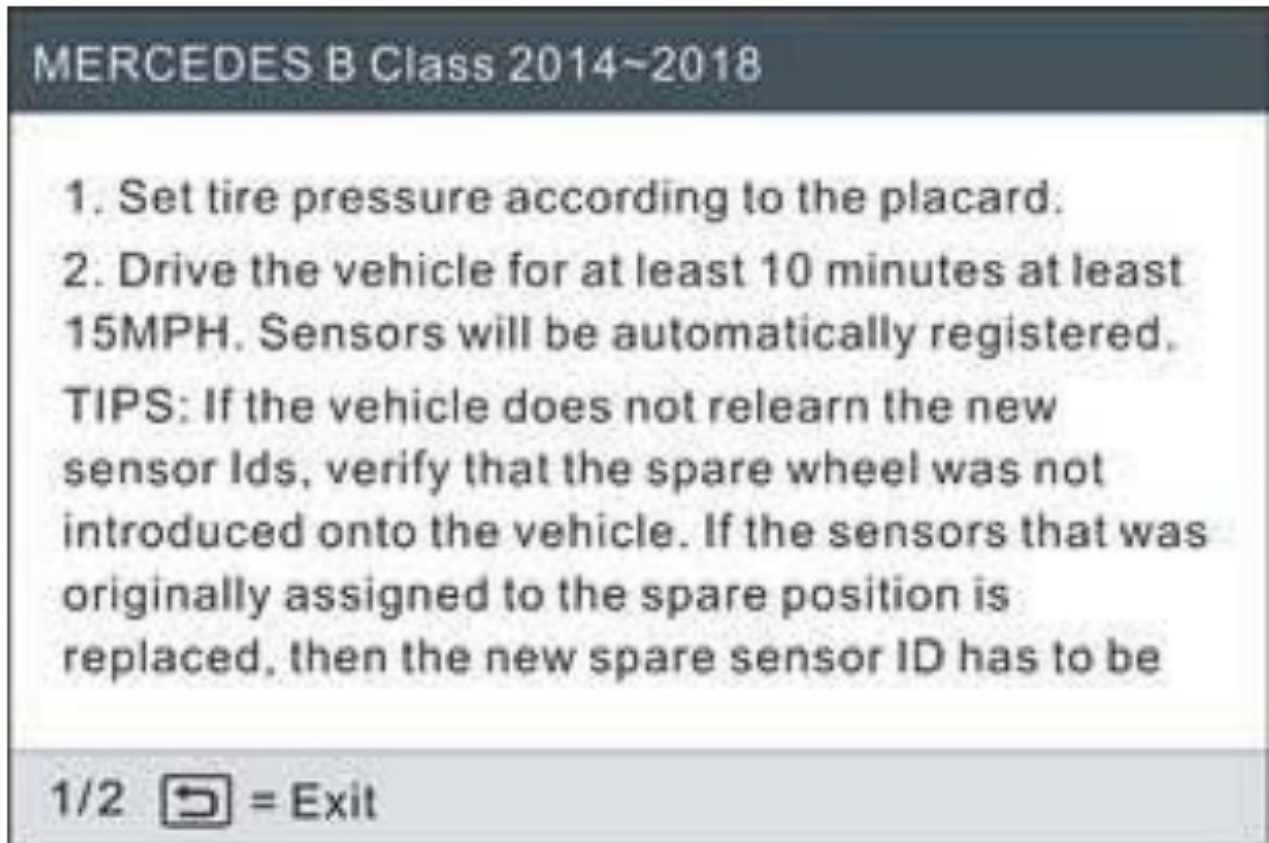 MERCEDES B Class 2014~2018
1. Set tire pressure according to the placard.
2. Drive the vehicle for at least 10 minutes at least
15MPH. Sensors will be automatically registered.
TIPS: If the vehicle does not relearn the new
sensor Ids, verify that the spare wheel was not
introduced onto the vehicle. If the sensors that was
originally assigned to the spare position is
replaced, then the new spare sensor ID has to be
1/2 = Exit